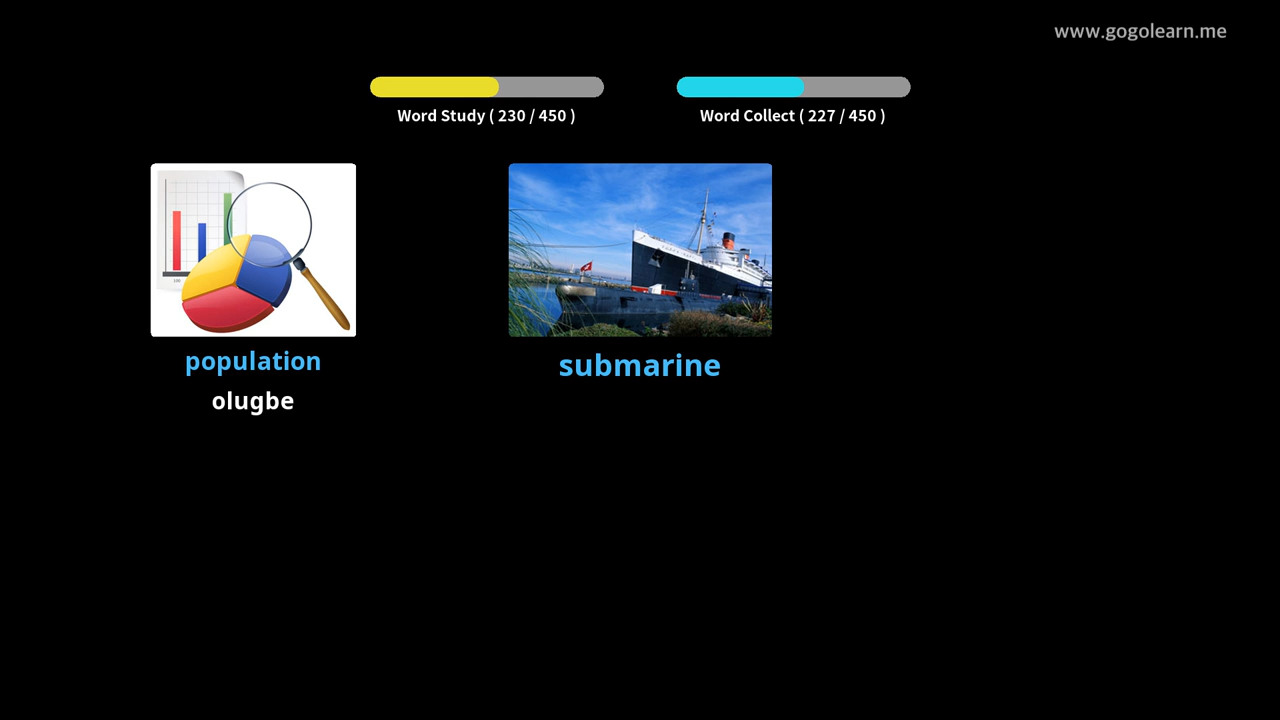 www.gogolearn.me
Word Study ( 230 / 450 )
Word Collect ( 227 / 450 )
population
olugbe
submarine